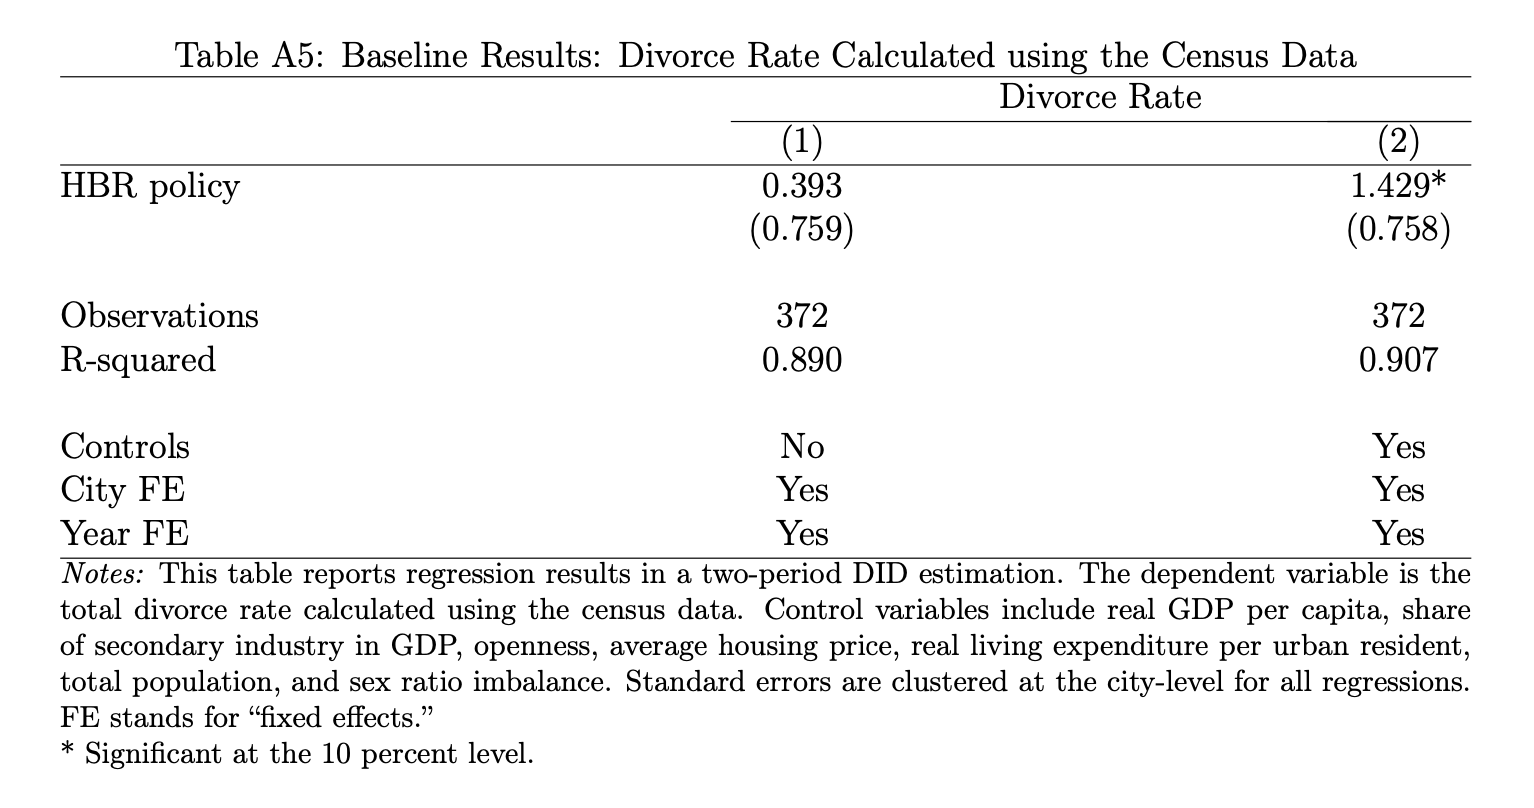 Table A5: Baseline Results: Divorce Rate Calculated using the Census Data
Divorce Rate
(1) (2)
HBR policy 0.393 1.429*
(0.759) (0.758)
Observations 372 372
R-squared 0.890 0.907
Controls No Yes
City FE Yes Yes
Year FE Yes Yes
Notes: This table reports regression results in a two-period DID estimation. The dependent variable is the
total divorce rate calculated using the census data. Control variables include real GDP per capita, share
of secondary industry in GDP, openness, average housing price, real living expenditure per urban resident,
total population, and sex ratio imbalance. Standard errors are clustered at the city-level for all regressions.
FE stands for “fixed effects.”
* Significant at the 10 percent level.